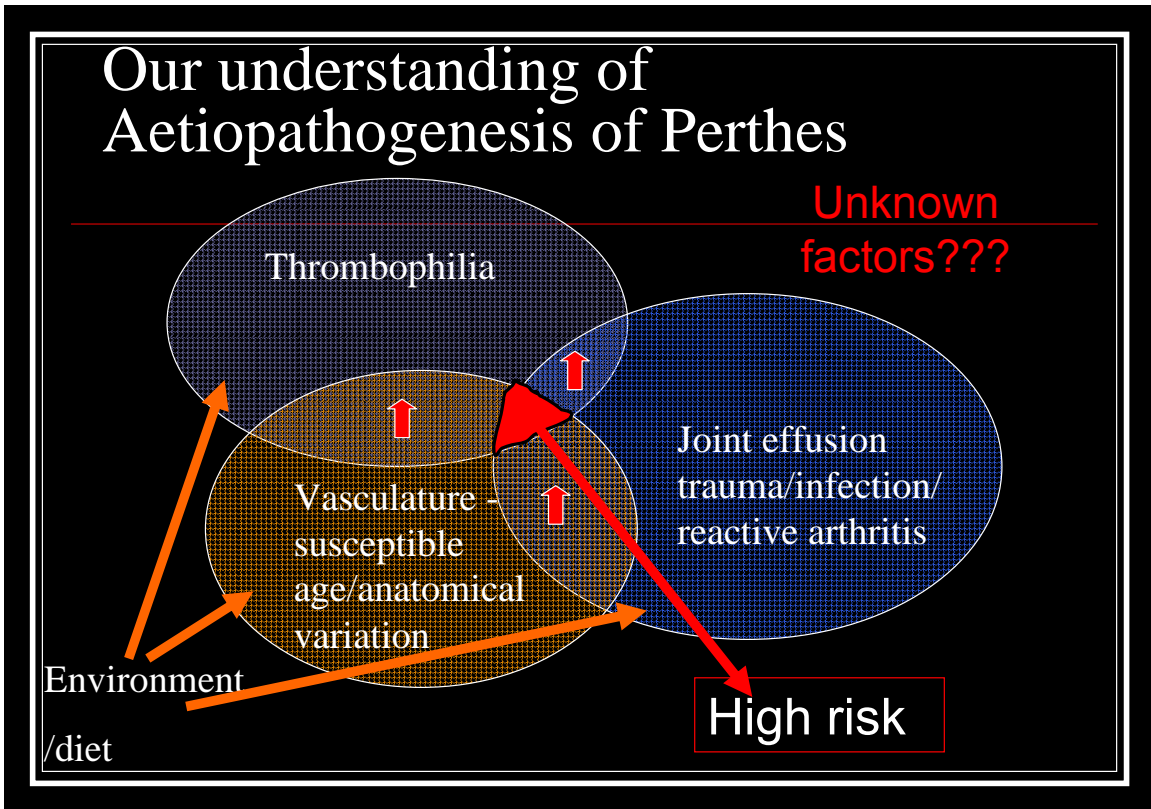 Our understanding of
Aetiopathogenesis of Perthes
Unknown
factors???
Thrombophilia
Joint effusion
trauma/infection/
reactive arthritis
Vasculature -
susceptible
age/anatomical
variation
Environment
/diet
High risk